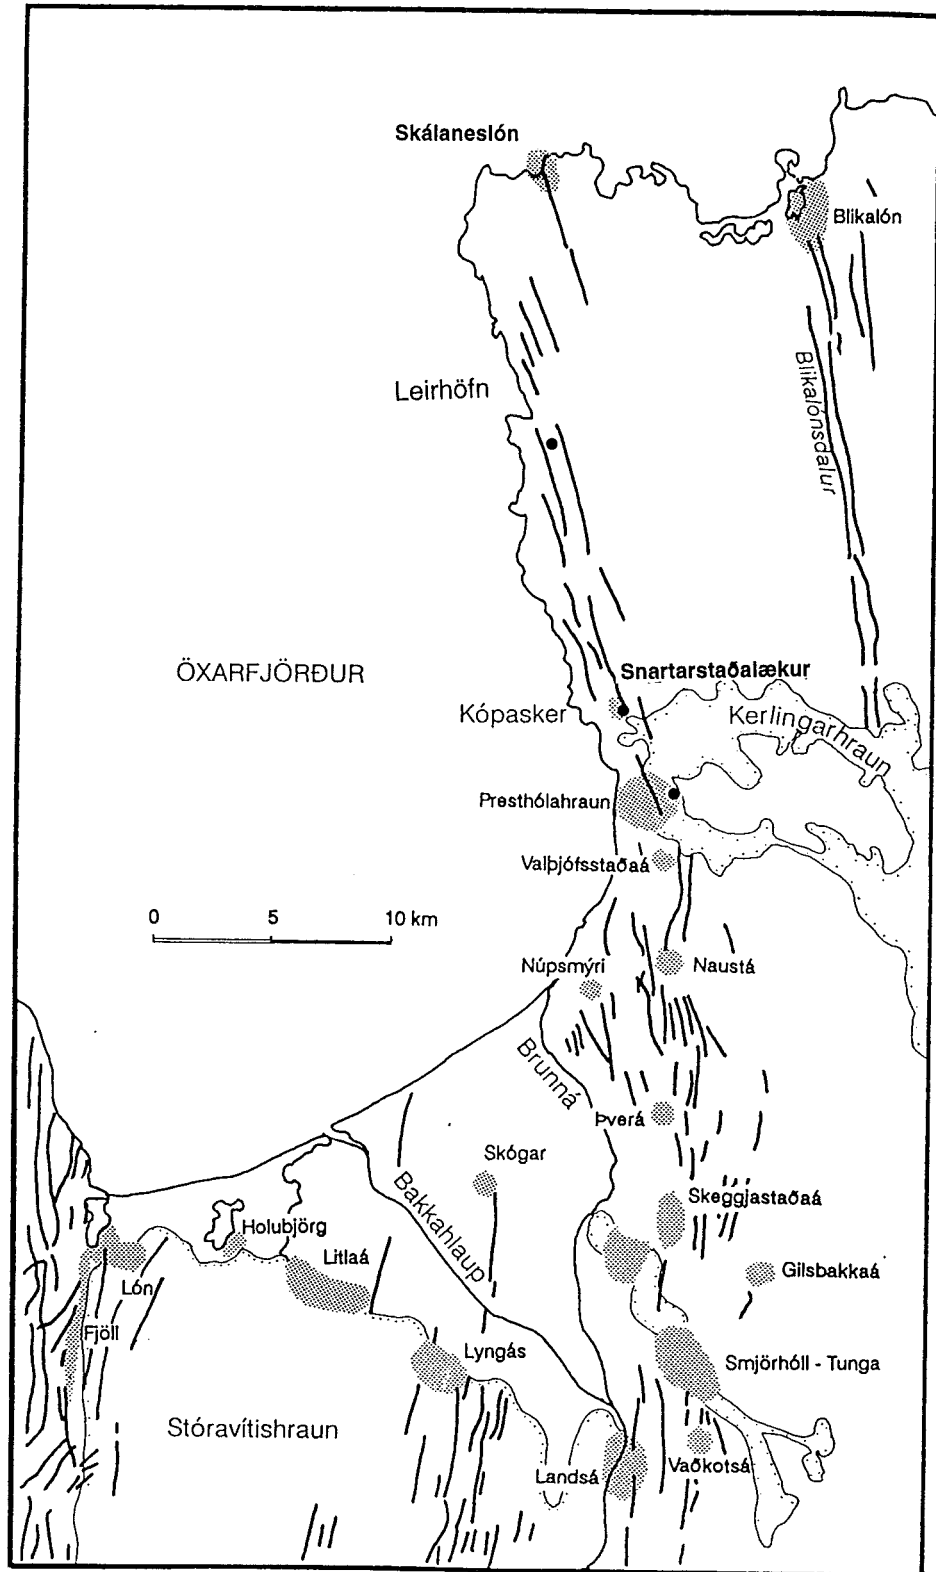 Skálaneslón
Blikalón
Leirhöfn
Blikalónsdalur
ÖXARFJÖRÐUR
Snartarstaðalækur
Kópasker
Kerlingarhraun
Presthólahraun
Valþjófsstaðaá
0 5 10 km
Núpsmýri
Naustá
Brunná
Þverá
Skógar
Bakkahlaup
Skeggjastaðaá
Holubjörg
Litlaá
Gilsbakkaá
Lón
Fjöll
Lyngás
Smjörhóll - Tunga
Stóravítishraun
Landsá
Vaðkotsá